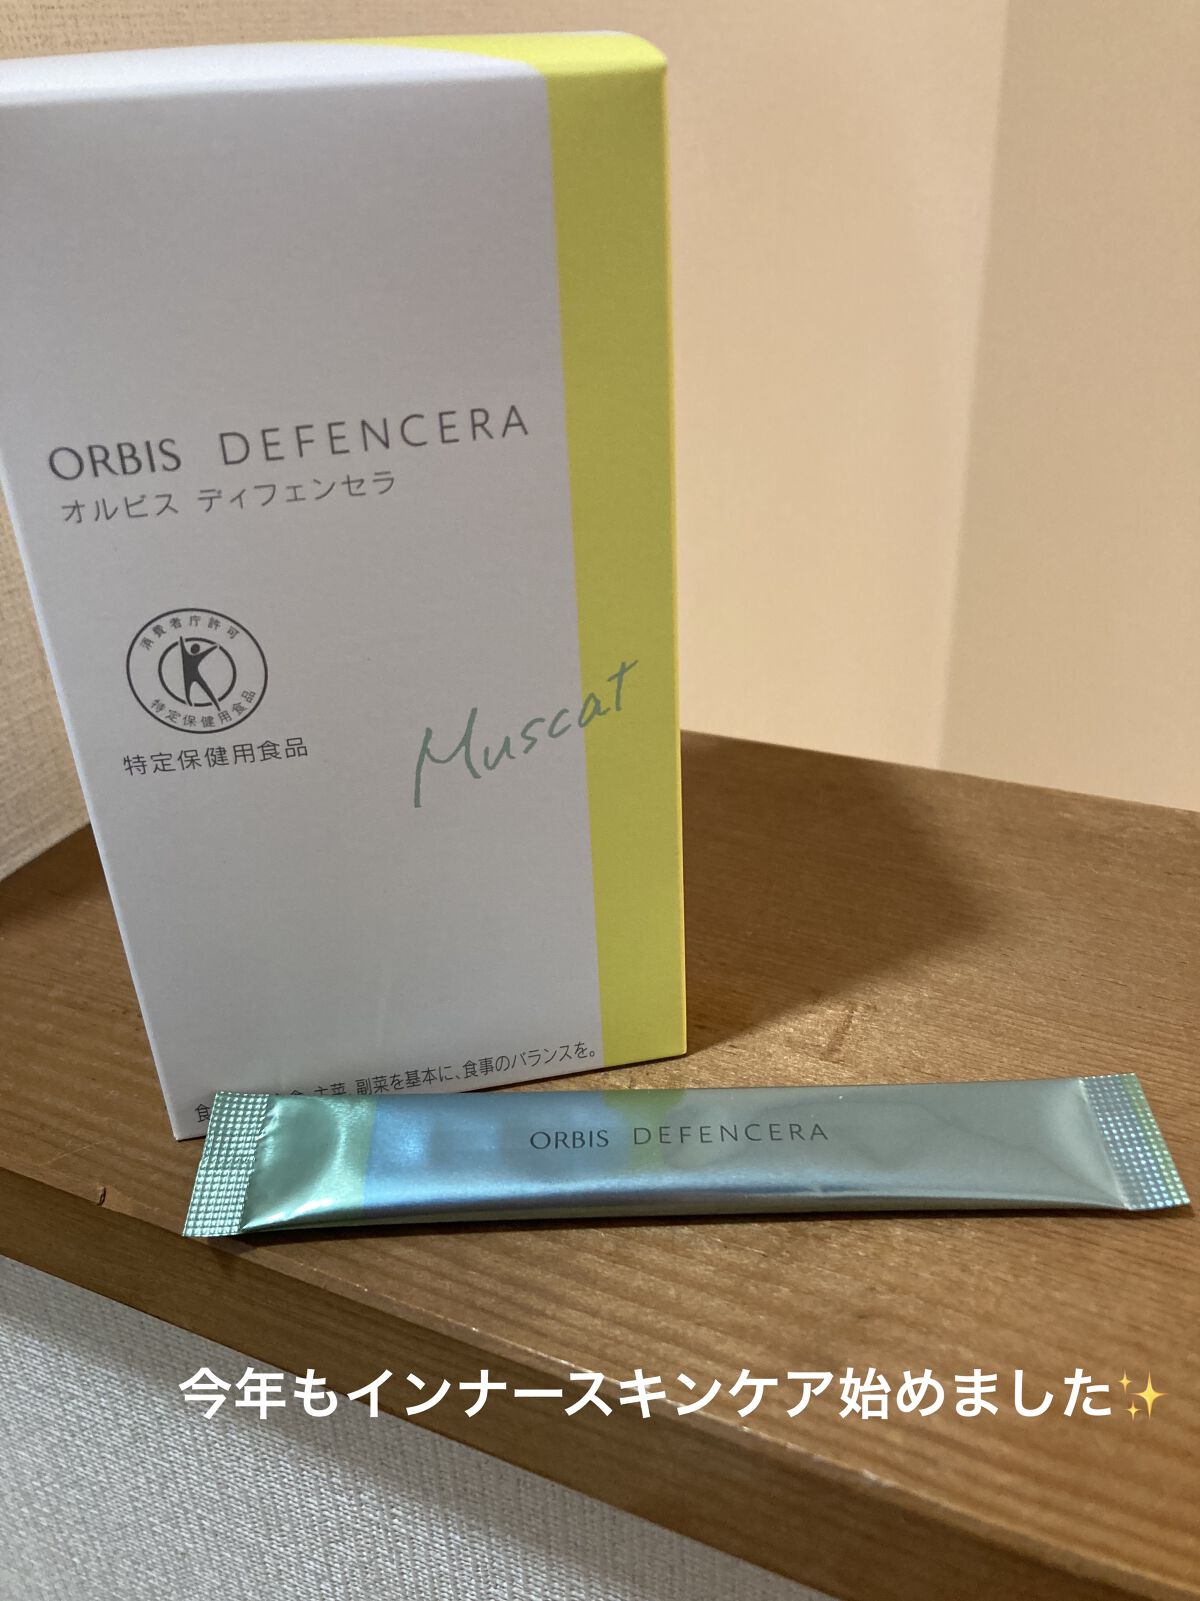 ORBIS DEFENCERA
オルビス ディフェンセラ
消費者庁許可
特定保健用食品
特定保健用食品
Muscat
主菜、副菜を基本に、食事のバランスを。
ORBIS DEFENCERA
今年もインナースキンケア始めました✨